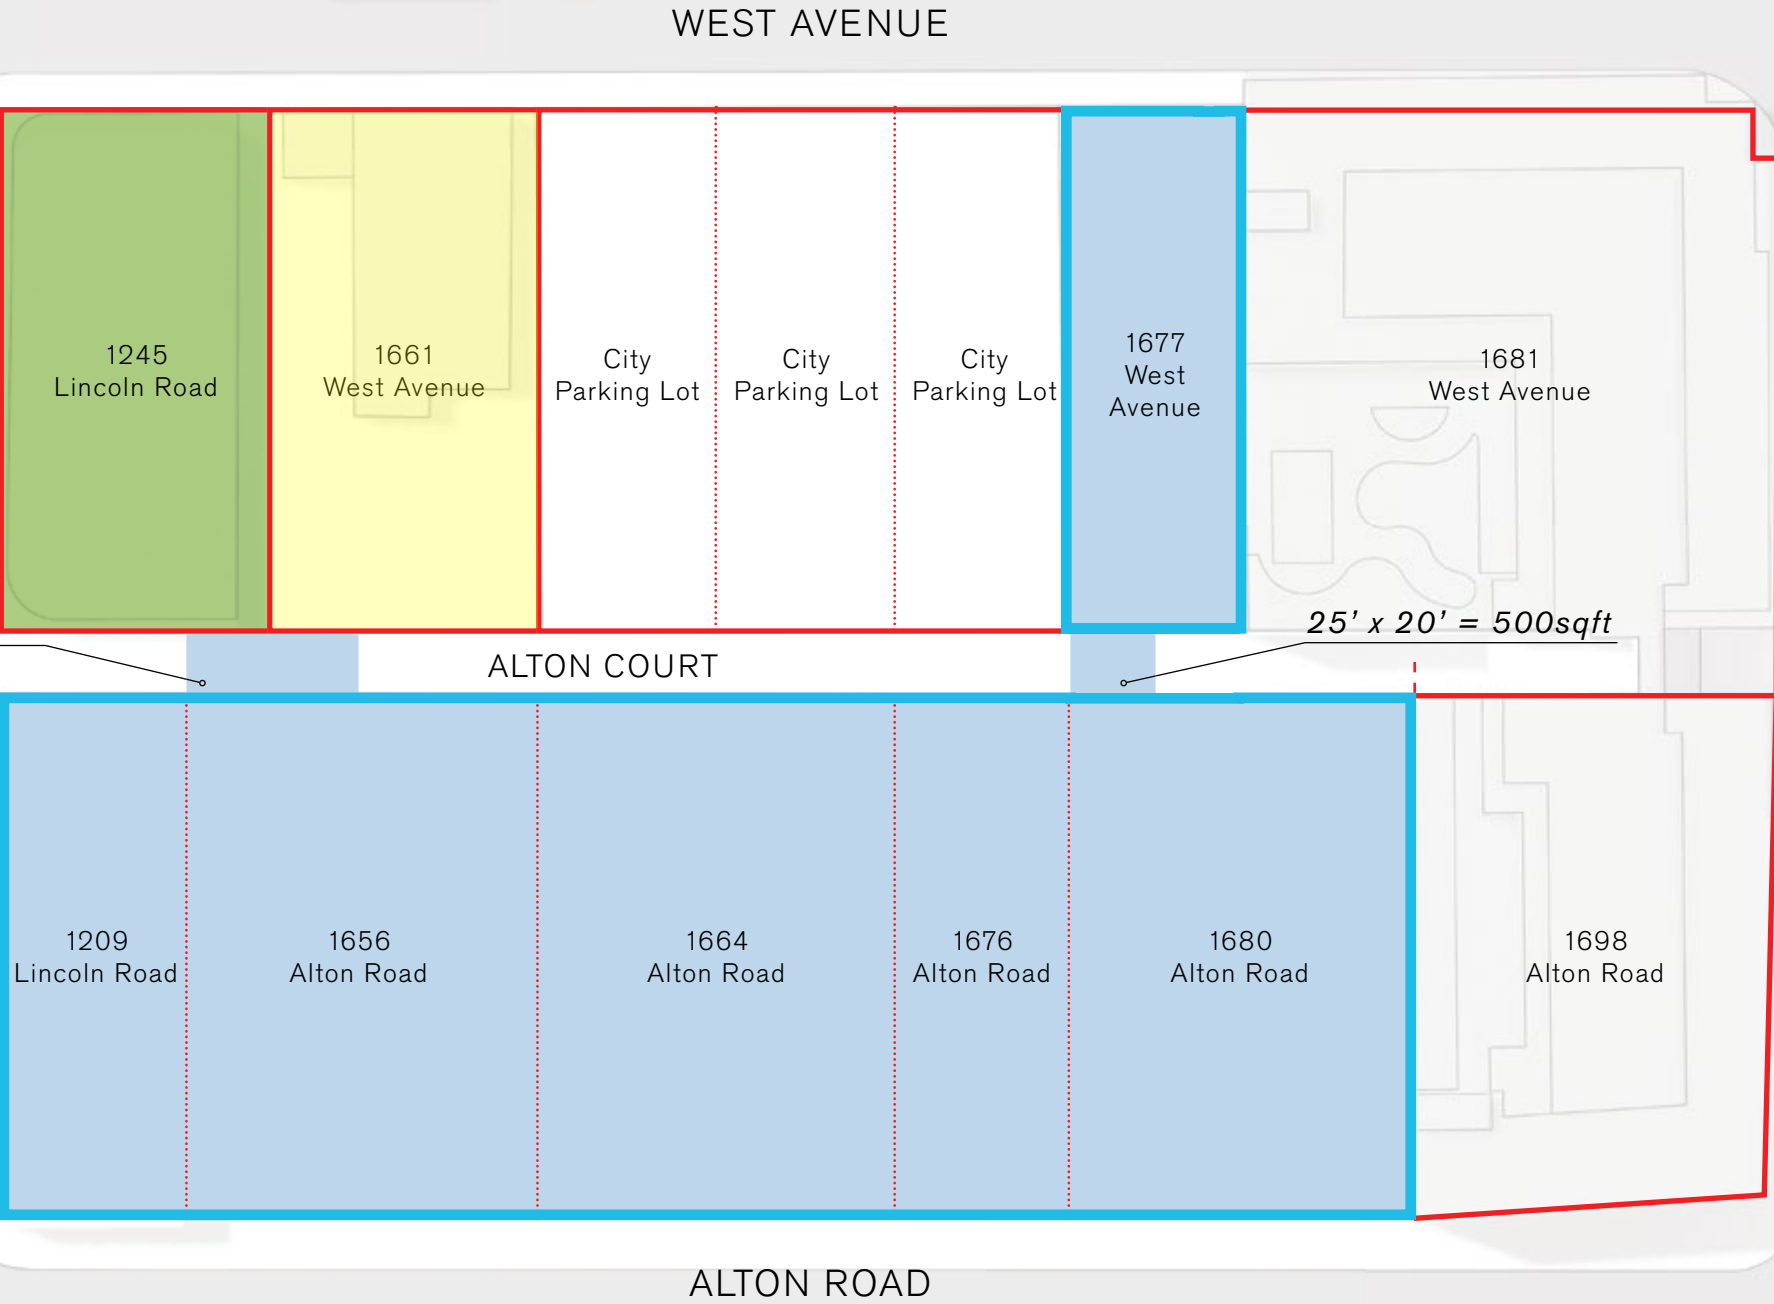 WEST AVENUE
1245
Lincoln Road
1661
West Avenue
City
Parking Lot
City
Parking Lot
City
Parking Lot
1677
West
Avenue
1681
West Avenue
25’ x 20’ = 500sqft
ALTON COURT
1209
Lincoln Road
1656
Alton Road
1664
Alton Road
1676
Alton Road
1680
Alton Road
1698
Alton Road
ALTON ROAD